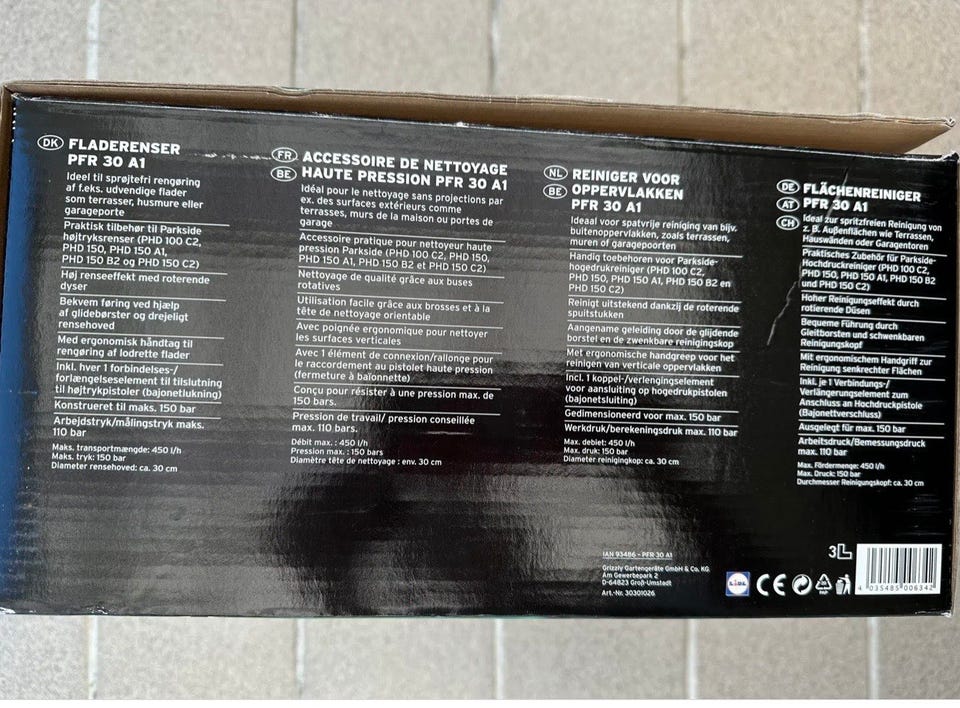 DK FLADERENSER
PFR 30 A1
Ideel til sprøjtefri rengøring
af f.eks. udvendige flader
som terrasser, husmure eller
garageporte
Praktisk tilbehør til Parkside
højtryksrenser (PHD 100 C2,
PHD 150, PHD 150 A1,
PHD 150 B2 og PHD 150 C2)
Høj renseeffekt med roterende
dyser
Bekvem føring ved hjælp
af glidebørster og drejeligt
rensehoved
Med ergonomisk håndtag til
rengøring af lodrette flader
Inkl. hver 1 forbindelses-/
forlængelseselement til tilslutning
til højtrykpistoler (bajonetlukning)
Konstrueret til maks. 150 bar
Arbejdstryk/målingstryk maks.
110 bar
Maks. transportmængde: 450 l/h
Maks. tryk: 150 bar
Diameter rensehoved: ca. 30 cm
FR BE ACCESSOIRE DE NETTOYAGE
HAUTE PRESSION PFR 30 A1
Idéal pour le nettoyage sans projections par
ex. des surfaces extérieurs comme
terrasses, murs de la maison ou portes de
garage
Accessoire pratique pour nettoyeur haute
pression Parkside (PHD 100 C2, PHD 150,
PHD 150 A1, PHD 150 B2 et PHD 150 C2)
Nettoyage de qualité grâce aux buses
rotatives
Utilisation facile grâce aux brosses et à la
tête de nettoyage orientable
Avec poignée ergonomique pour nettoyer
les surfaces verticales
Avec 1 élément de connexion/rallonge pour
le raccordement au pistolet haute pression
(fermeture à baïonnette)
Conçu pour résister à une pression max. de
150 bars.
Pression de travail/ pression conseillée
max. 110 bars.
Débit max. : 450 l/h
Pression max. : 150 bars
Diamètre tête de nettoyage : env. 30 cm
NL BE REINIGER VOOR
OPPERVLAKKEN
PFR 30 A1
Ideaal voor spatvrije reiniging van bijv.
buitenoppervlakken, zoals terrassen,
muren of garagepoorten
Handig toebehoren voor Parkside-
hogedrukreiniger (PHD 100 C2,
PHD 150, PHD 150 A1, PHD 150 B2 en
PHD 150 C2)
Reinigt uitstekend dankzij de roterende
spuitstukken
Aangename geleiding door de glijdende
borstel en de zwenkbare reinigingskop
Met ergonomische handgreep voor het
reinigen van verticale oppervlakken
Incl. 1 koppel-/verlengingselement
voor aansluiting op hogedrukpistolen
(bajonetsluiting)
Gedimensioneerd voor max. 150 bar
Werkdruk/berekeningsdruk max. 110 bar
Max. debiet: 450 l/h
Max. druk: 150 bar
Diameter reinigingkop: ca. 30 cm
DE AT CH FLÄCHENREINIGER
PFR 30 A1
Ideal zur spritzfreien Reinigung von
z. B. Außenflächen wie Terrassen,
Hauswänden oder Garagentoren
Praktisches Zubehör für Parkside-
Hochdruckreiniger (PHD 100 C2,
PHD 150, PHD 150 A1, PHD 150 B2
und PHD 150 C2)
Hoher Reinigungseffekt durch
rotierende Düsen
Bequeme Führung durch
Gleitborsten und schwenkbaren
Reinigungskopf
Mit ergonomischem Handgriff zur
Reinigung senkrechter Flächen
Inkl. je 1 Verbindungs-/
Verlängerungselement zum
Anschluss an Hochdruckpistole
(Bajonettverschluss)
Ausgelegt für max. 150 bar
Arbeitsdruck/Bemessungsdruck
max. 110 bar
Max. Fördermenge: 450 l/h
Max. Druck: 150 bar
Durchmesser Reinigungskopf: ca. 30 cm
IAN 93486 - PFR 30 A1
Grizzly Gartengeräte GmbH & Co. KG
Am Gewerbepark 2
D-64823 Groß-Umstadt
Art.-Nr. 30301026
LIDL
CE
PAP
3L
4 035485 006342